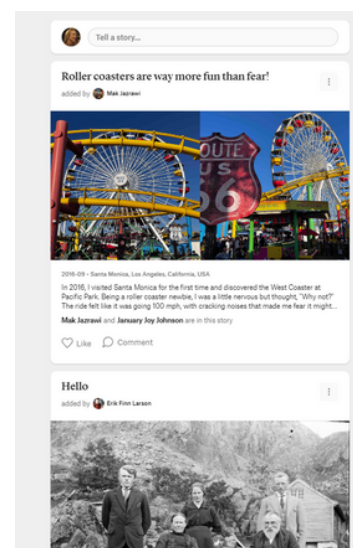 Tell a story...
Roller coasters are way more fun than fear!
added by Mak Jazrawi
ROUTE
US
66
2016-09 - Santa Monica, Los Angeles, California, USA
In 2016, I visited Santa Monica for the first time and discovered the West Coaster at
Pacific Park. Being a roller coaster newbie, I was a little nervous but thought, "Why not?"
The ride felt like it was going 100 mph, with cracking noises that made me fear it might...
Mak Jazrawi and January Joy Johnson are in this story
Like Comment
Hello
added by Erik Finn Larson